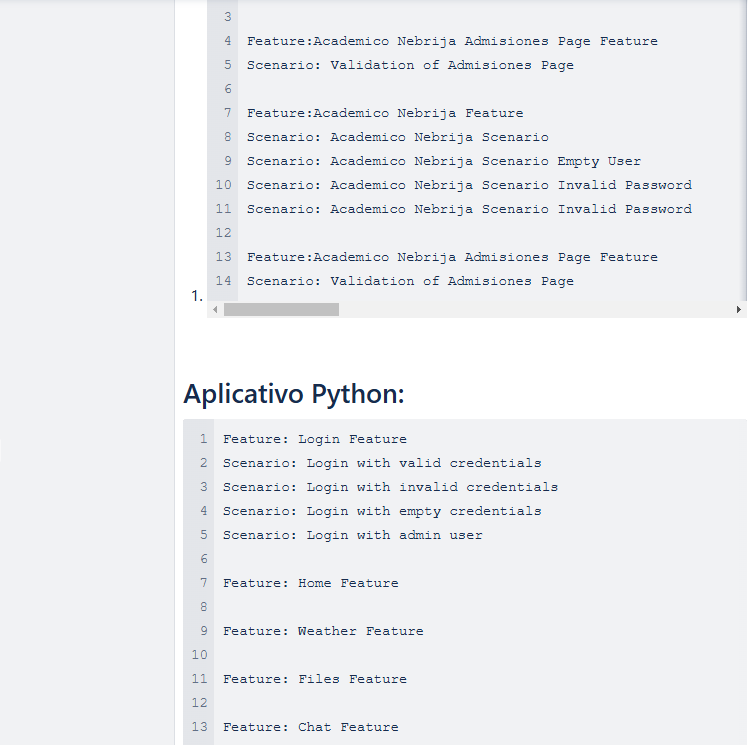 3
4 Feature:Academico Nebrija Admisiones Page Feature
5 Scenario: Validation of Admisiones Page
6
7 Feature:Academico Nebrija Feature
8 Scenario: Academico Nebrija Scenario
9 Scenario: Academico Nebrija Scenario Empty User
10 Scenario: Academico Nebrija Scenario Invalid Password
11 Scenario: Academico Nebrija Scenario Invalid Password
12
13 Feature:Academico Nebrija Admisiones Page Feature
14 Scenario: Validation of Admisiones Page
1.
Aplicativo Python:
1 Feature: Login Feature
2 Scenario: Login with valid credentials
3 Scenario: Login with invalid credentials
4 Scenario: Login with empty credentials
5 Scenario: Login with admin user
6
7 Feature: Home Feature
8
9 Feature: Weather Feature
10
11 Feature: Files Feature
12
13 Feature: Chat Feature